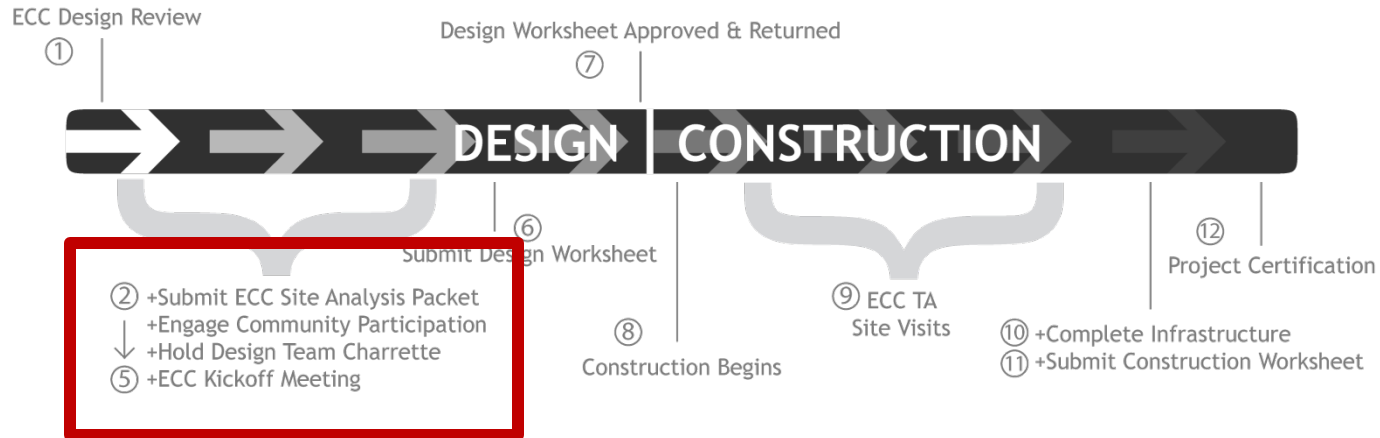 ECC Design Review
①
Design Worksheet Approved & Returned
⑦
DESIGN CONSTRUCTION
⑥
Submit Design Worksheet
② +Submit ECC Site Analysis Packet
+Engage Community Participation
↓ +Hold Design Team Charrette
⑤ +ECC Kickoff Meeting
⑧
Construction Begins
⑨ ECC TA
Site Visits
⑩ +Complete Infrastructure
⑪ +Submit Construction Worksheet
⑫
Project Certification